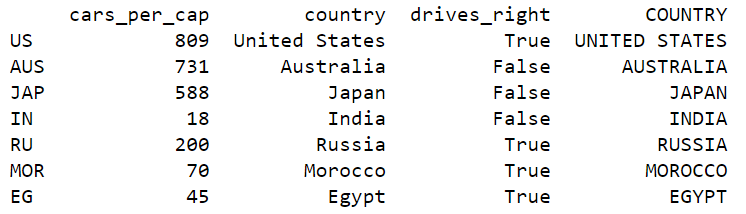 cars_per_cap country drives_right COUNTRY
US 809 United States True UNITED STATES
AUS 731 Australia False AUSTRALIA
JAP 588 Japan False JAPAN
IN 18 India False INDIA
RU 200 Russia True RUSSIA
MOR 70 Morocco True MOROCCO
EG 45 Egypt True EGYPT